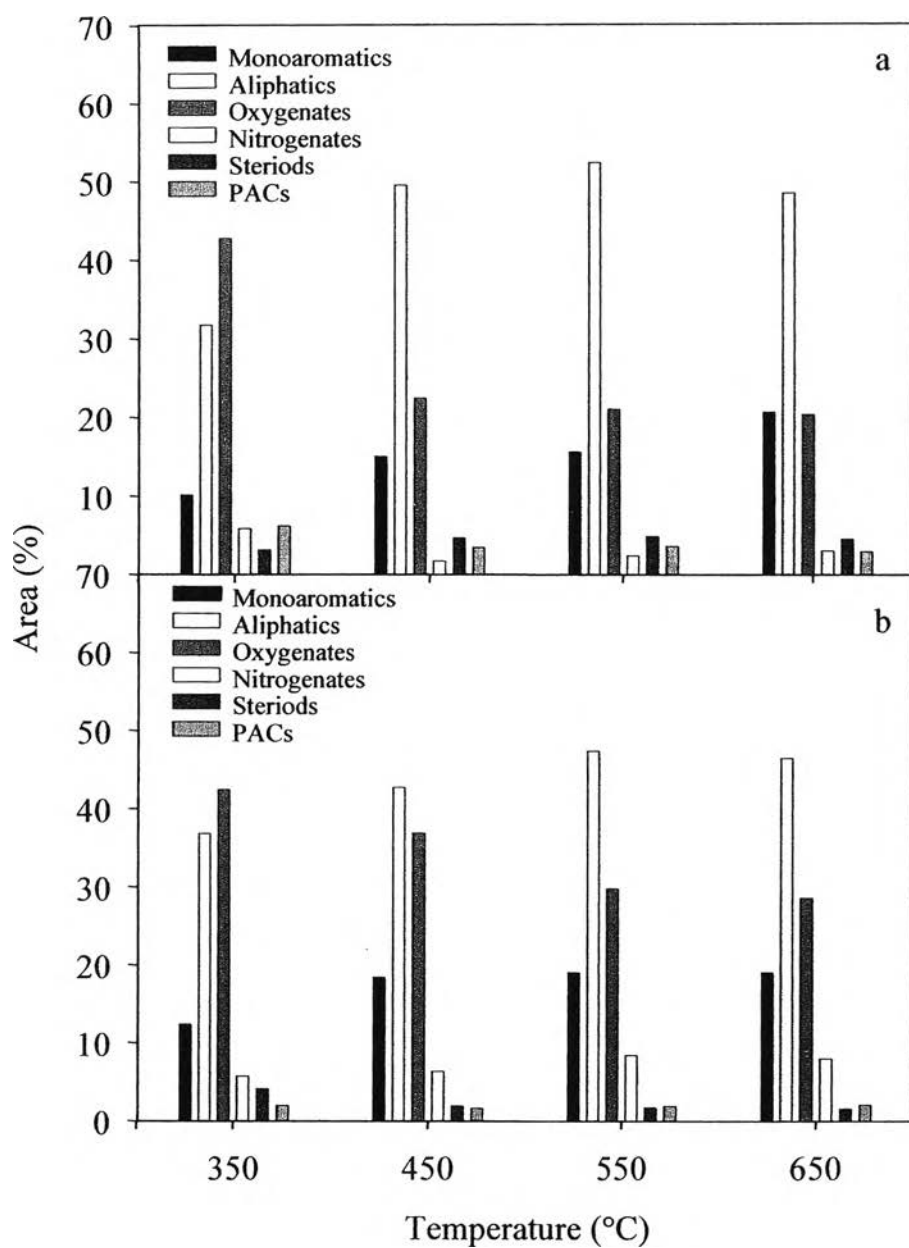 70
60
50
40
30
20
10
a
Monoaromatics
Aliphatics
Oxygenates
Nitrogenates
Steriods
PACs
Area (%)
70
60
50
40
30
20
10
0
b
Monoaromatics
Aliphatics
Oxygenates
Nitrogenates
Steriods
PACs
350 450 550 650
Temperature (°C)